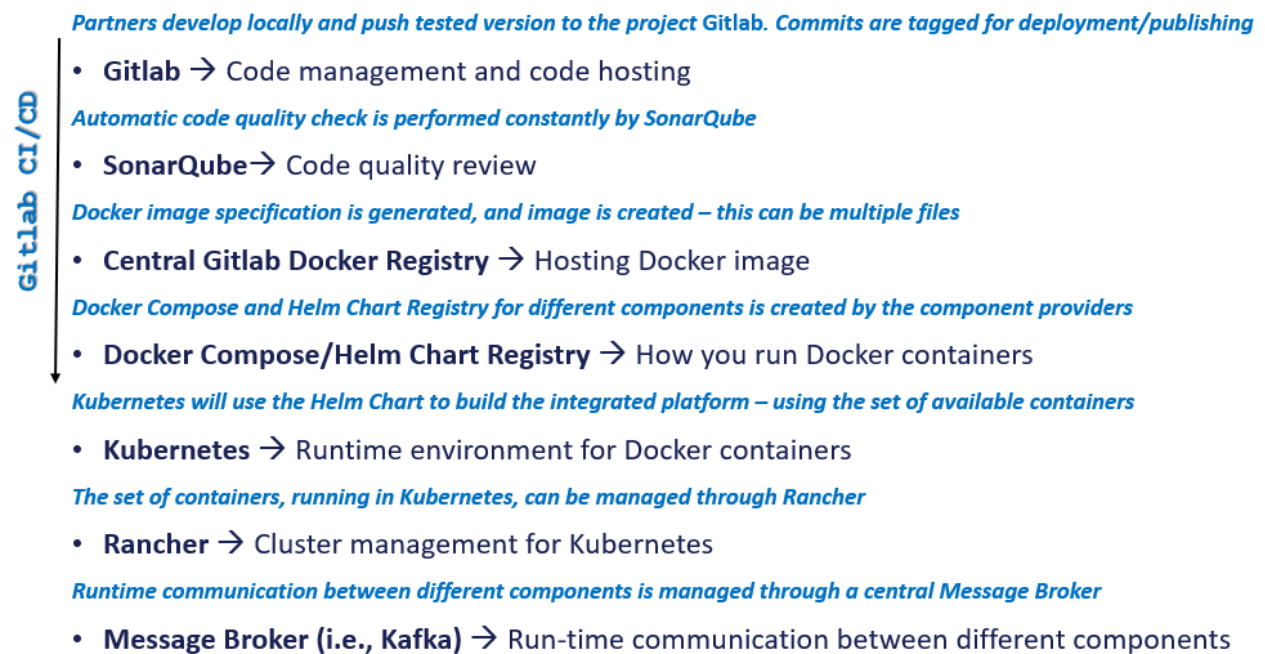 Partners develop locally and push tested version to the project Gitlab. Commits are tagged for deployment/publishing
Gitlab CI/CD
• Gitlab → Code management and code hosting
Automatic code quality check is performed constantly by SonarQube
• SonarQube→ Code quality review
Docker image specification is generated, and image is created – this can be multiple files
• Central Gitlab Docker Registry → Hosting Docker image
Docker Compose and Helm Chart Registry for different components is created by the component providers
• Docker Compose/Helm Chart Registry → How you run Docker containers
Kubernetes will use the Helm Chart to build the integrated platform – using the set of available containers
• Kubernetes → Runtime environment for Docker containers
The set of containers, running in Kubernetes, can be managed through Rancher
• Rancher → Cluster management for Kubernetes
Runtime communication between different components is managed through a central Message Broker
• Message Broker (i.e., Kafka) → Run-time communication between different components